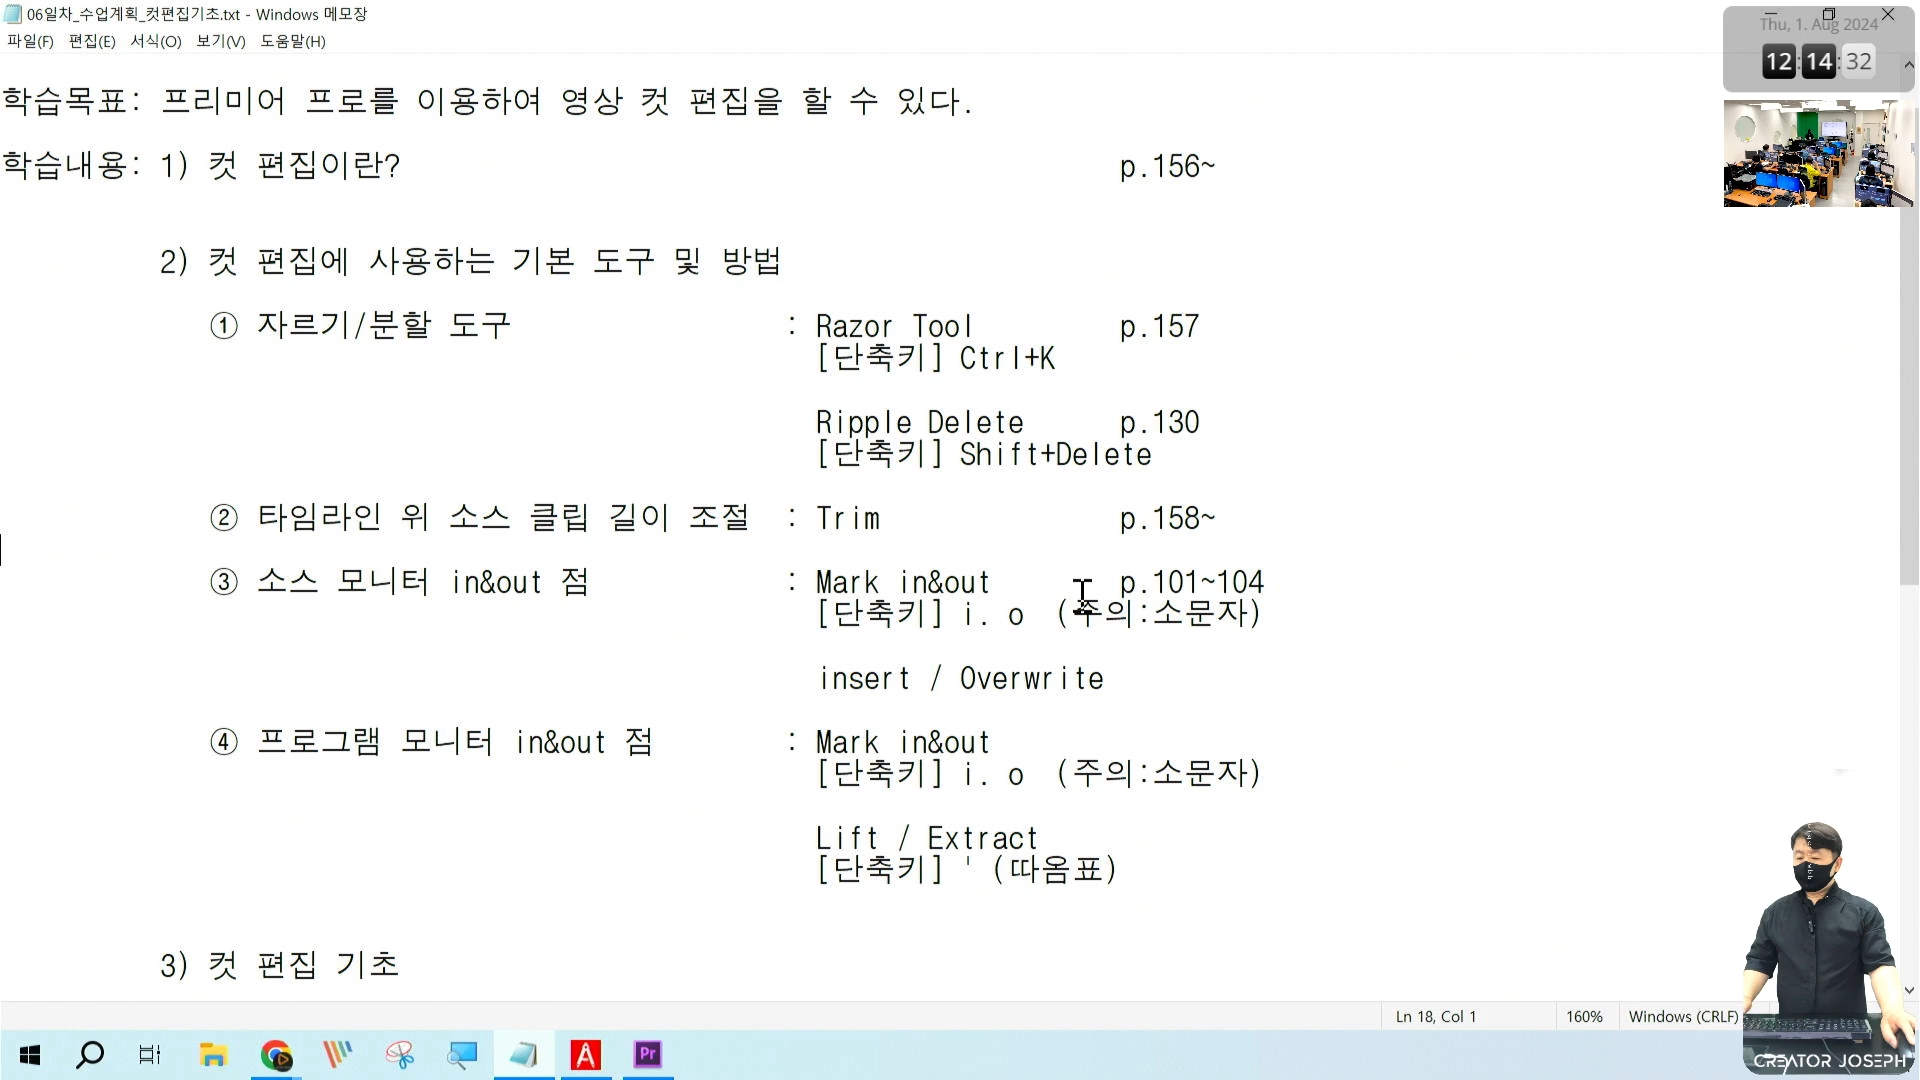 06일차_수업계획_컷편집기초.txt - Windows 메모장
파일(F) 편집(E) 서식(O) 보기(V) 도움말(H)
Thu, 1. Aug 2024
12:14:32
학습목표: 프리미어 프로를 이용하여 영상 컷 편집을 할 수 있다.
학습내용: 1) 컷 편집이란? p.156~
2) 컷 편집에 사용하는 기본 도구 및 방법
① 자르기/분할 도구 : Razor Tool p.157
[단축키] Ctrl+K
Ripple Delete p.130
[단축키] Shift+Delete
② 타임라인 위 소스 클립 길이 조절 : Trim p.158~
③ 소스 모니터 in&out 점 : Mark in&out p.101~104
[단축키] i. o (주의:소문자)
insert / Overwrite
④ 프로그램 모니터 in&out 점 : Mark in&out
[단축키] i. o (주의:소문자)
Lift / Extract
[단축키] ' (따옴표)
3) 컷 편집 기초
Ln 18, Col 1 160% Windows (CRLF)
Pr
CREATOR JOSEPH